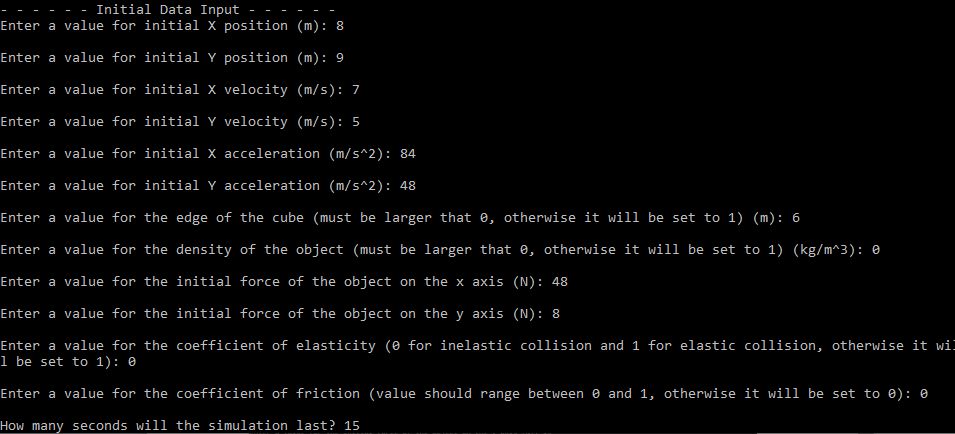 - - - - - - Initial Data Input - - - - - -
Enter a value for initial X position (m): 8
Enter a value for initial Y position (m): 9
Enter a value for initial X velocity (m/s): 7
Enter a value for initial Y velocity (m/s): 5
Enter a value for initial X acceleration (m/s^2): 84
Enter a value for initial Y acceleration (m/s^2): 48
Enter a value for the edge of the cube (must be larger that 0, otherwise it will be set to 1) (m): 6
Enter a value for the density of the object (must be larger that 0, otherwise it will be set to 1) (kg/m^3): 0
Enter a value for the initial force of the object on the x axis (N): 48
Enter a value for the initial force of the object on the y axis (N): 8
Enter a value for the coefficient of elasticity (0 for inelastic collision and 1 for elastic collision, otherwise it wil
l be set to 1): 0
Enter a value for the coefficient of friction (value should range between 0 and 1, otherwise it will be set to 0): 0
How many seconds will the simulation last? 15